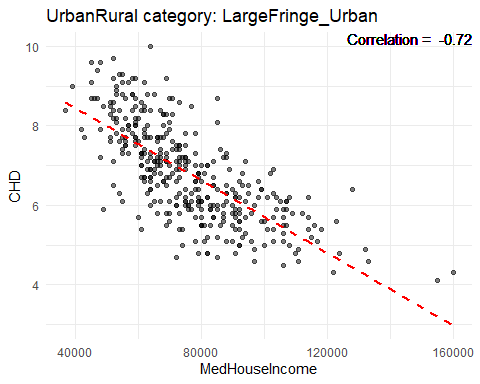 UrbanRural category: LargeFringe_Urban
Correlation = -0.72
10
8
6
4
CHD
40000 80000 120000 160000
MedHouseIncome